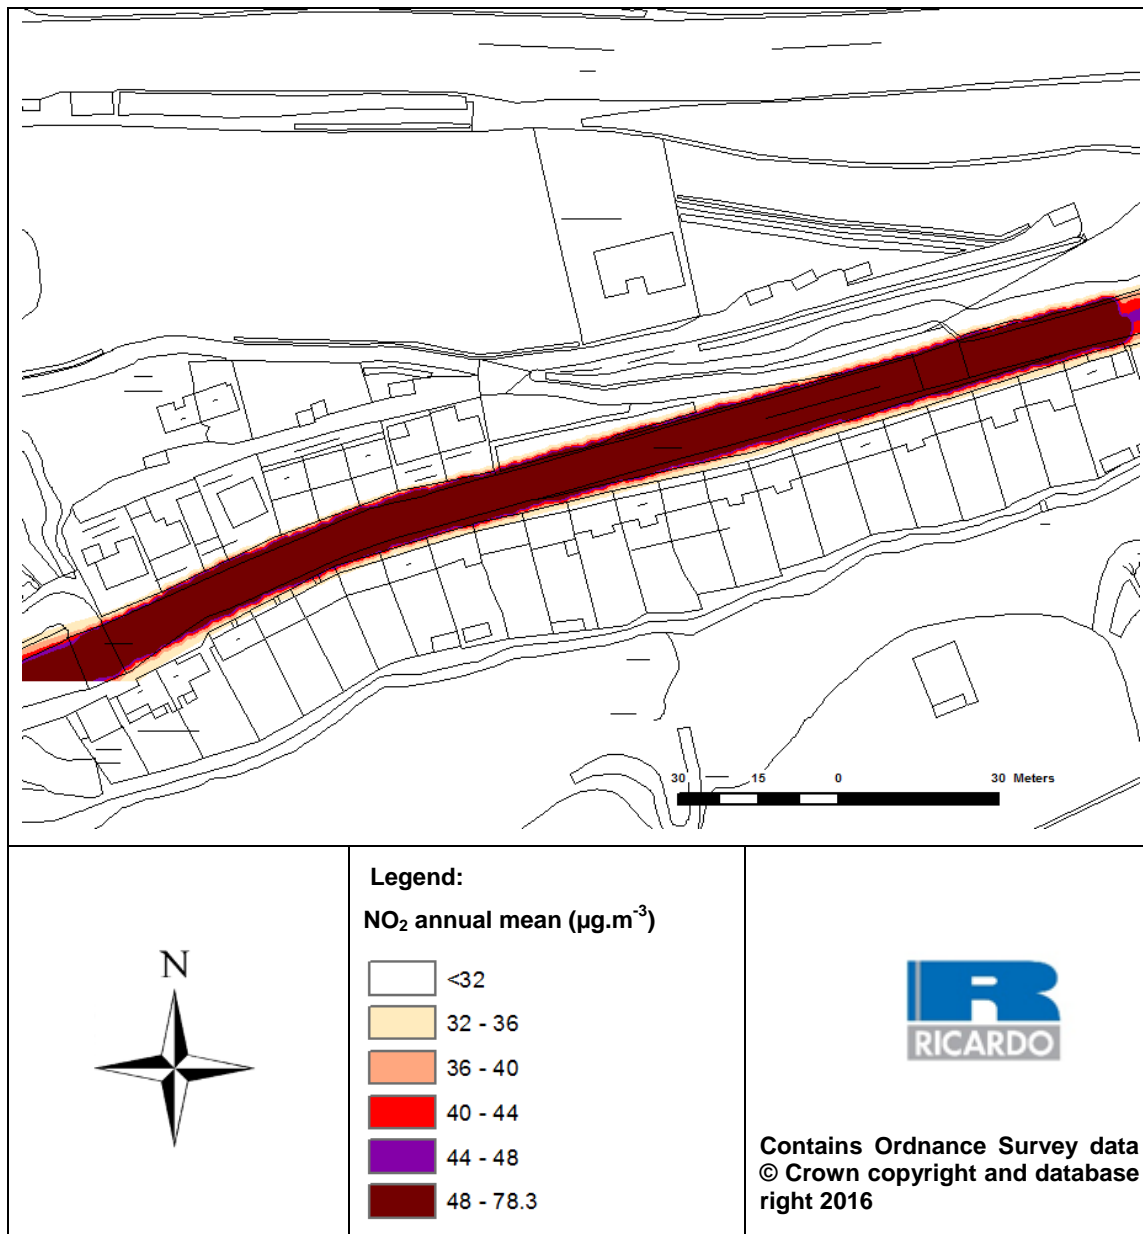 30 15 0 30 Meters
N
Legend:
NO₂ annual mean (µg.m⁻³)
<32
32 - 36
36 - 40
40 - 44
44 - 48
48 - 78.3
R
RICARDO
Contains Ordnance Survey data
© Crown copyright and database
right 2016